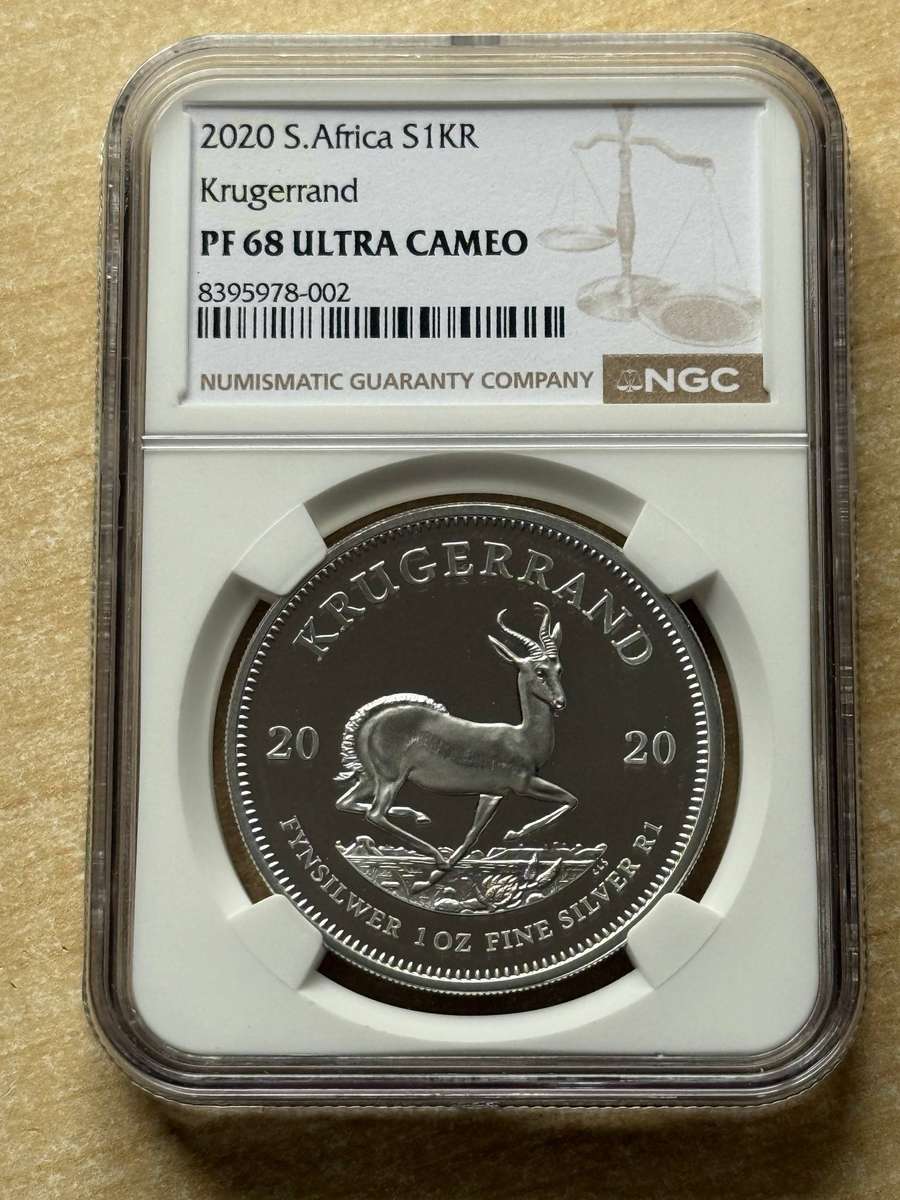 2020 S.Africa S1KR
Krugerrand
PF 68 ULTRA CAMEO
8395978-002
NUMISMATIC GUARANTY COMPANY NGC
KRUGERRAND
20 20
FYNSILWER 1 OZ FINE SILVER R1